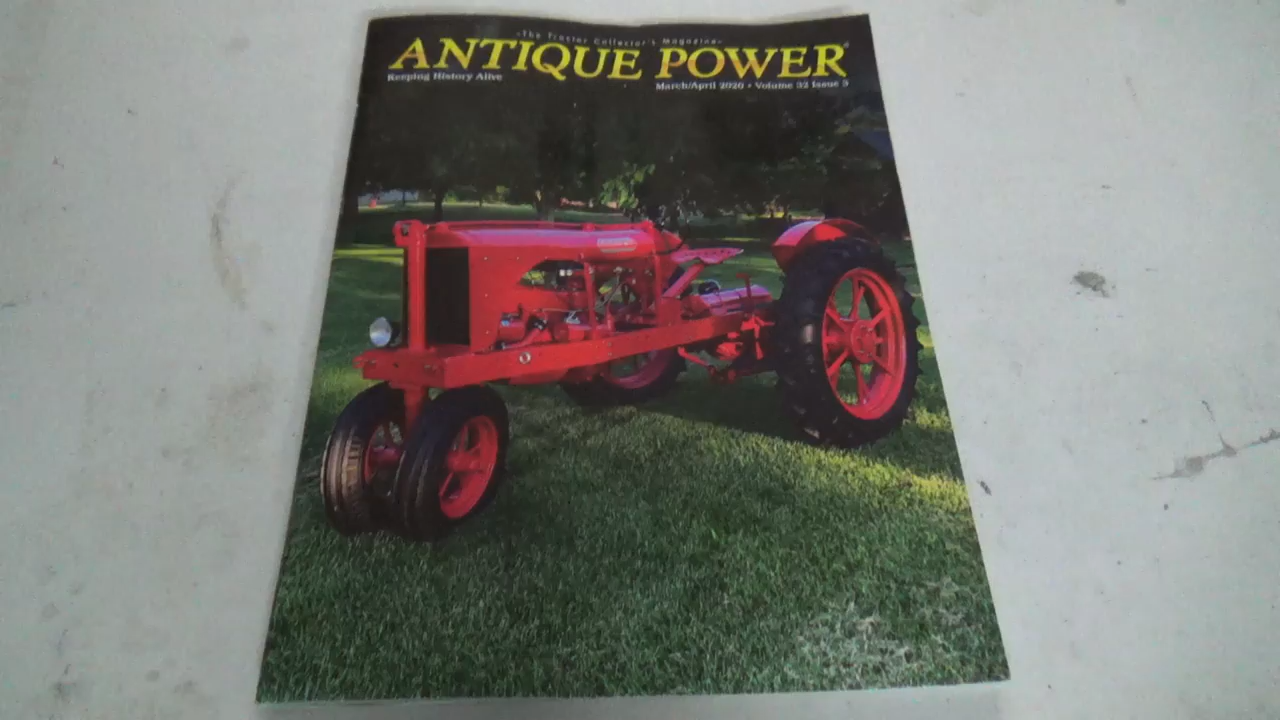 -The Tractor Collector's Magazine-
ANTIQUE POWER®
Keeping History Alive
March/April 2020 • Volume 32 Issue 3